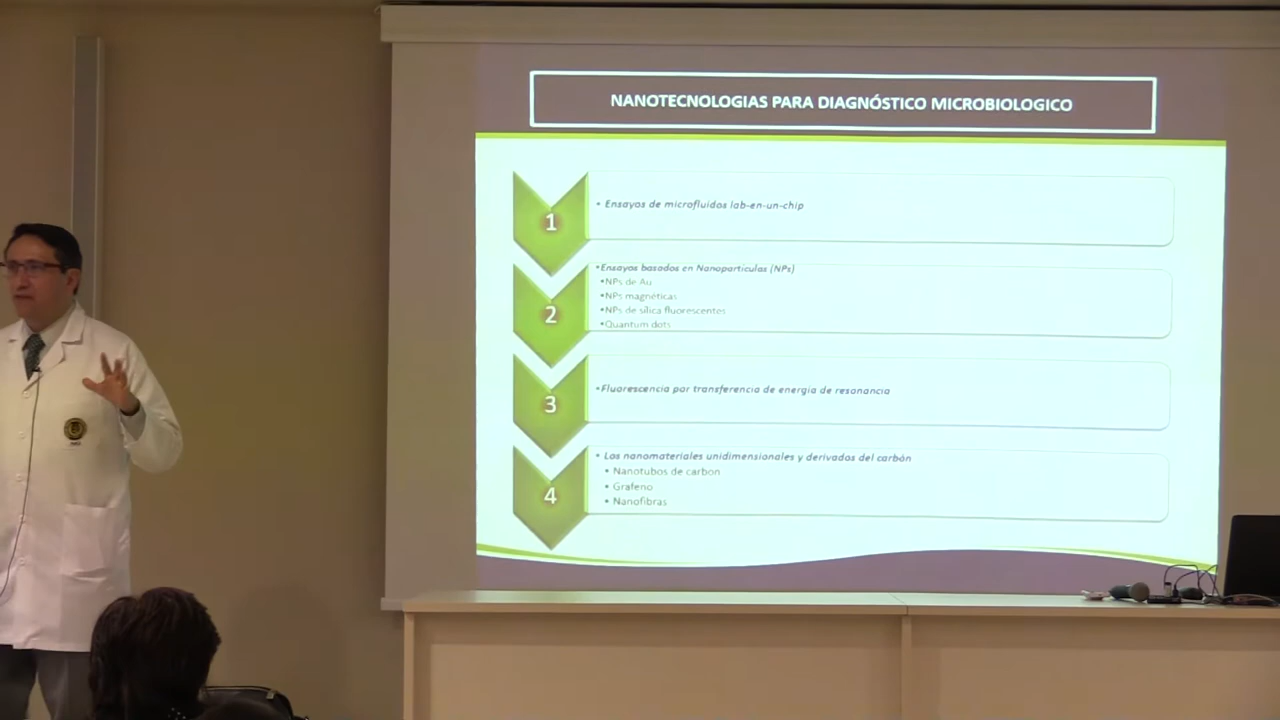 NANOTECNOLOGIAS PARA DIAGNÓSTICO MICROBIOLOGICO
1
• Ensayos de microfluidos lab-en-un-chip
2
•Ensayos basados en Nanoparticulas (NPs)
•NPs de Au
•NPs magnéticas
•NPs de sílica fluorescentes
•Quantum dots
3
•Fluorescencia por transferencia de energía de resonancia
4
• Los nanomateriales unidimensionales y derivados del carbón
• Nanotubos de carbon
• Grafeno
• Nanofibras